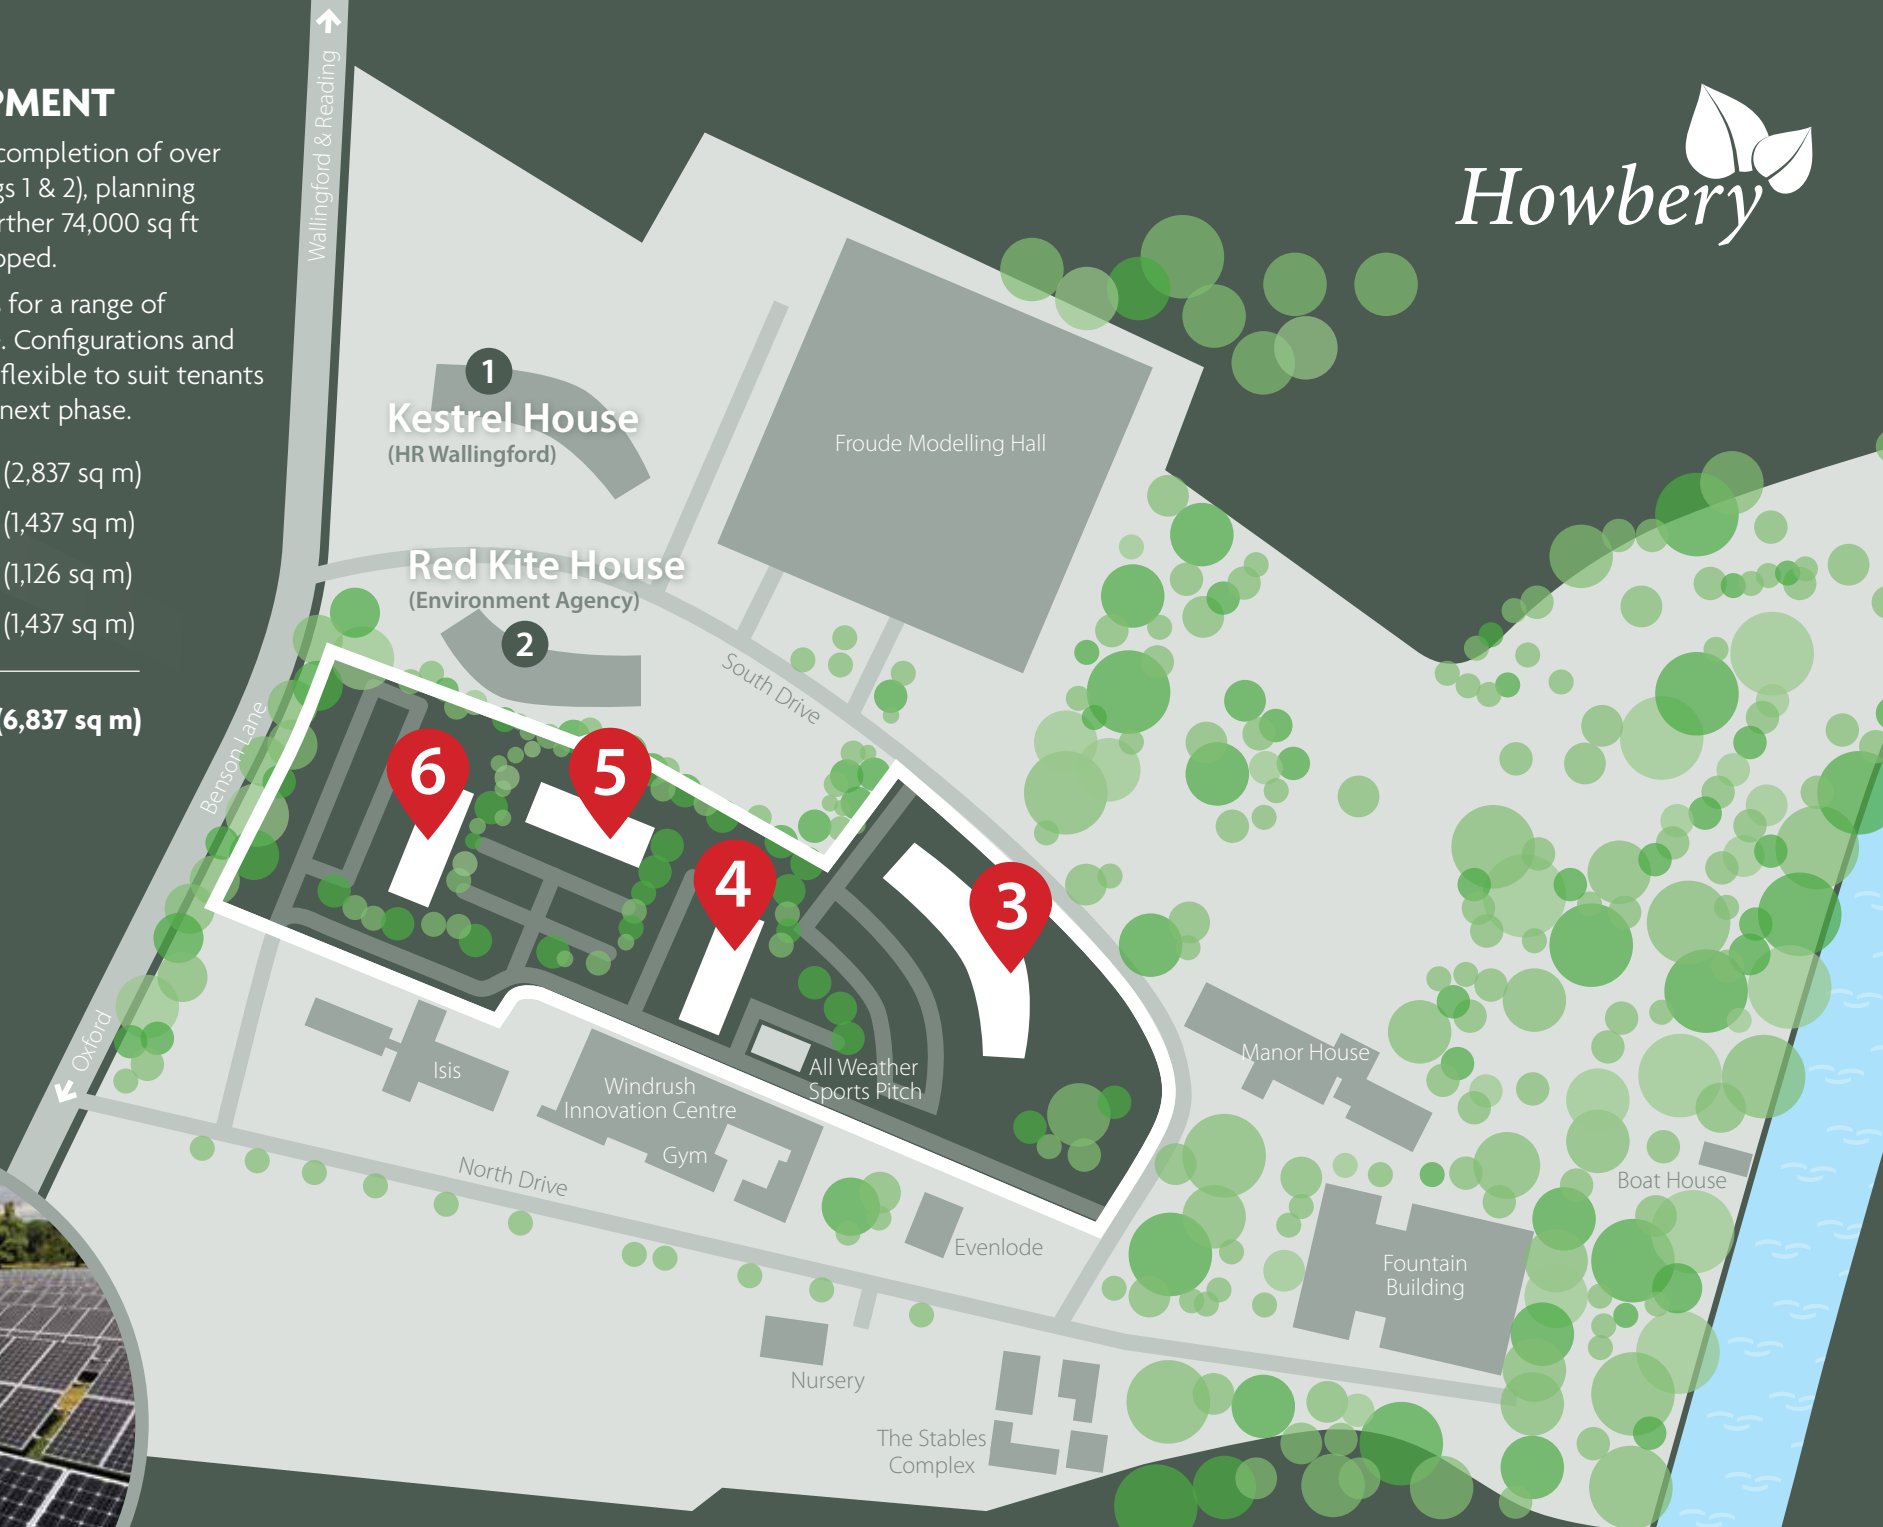 PMENT
completion of over
gs 1 & 2), planning
rther 74,000 sq ft
oped.
for a range of
. Configurations and
flexible to suit tenants
next phase.
(2,837 sq m)
(1,437 sq m)
(1,126 sq m)
(1,437 sq m)
(6,837 sq m)
Wallingford & Reading
Howbery
1
Kestrel House
(HR Wallingford)
Froude Modelling Hall
Red Kite House
(Environment Agency)
2
South Drive
Benson Lane
6
5
4
3
Oxford
Isis
Windrush
Innovation Centre
Gym
All Weather
Sports Pitch
Manor House
North Drive
Boat House
Evenlode
Fountain
Building
Nursery
The Stables
Complex